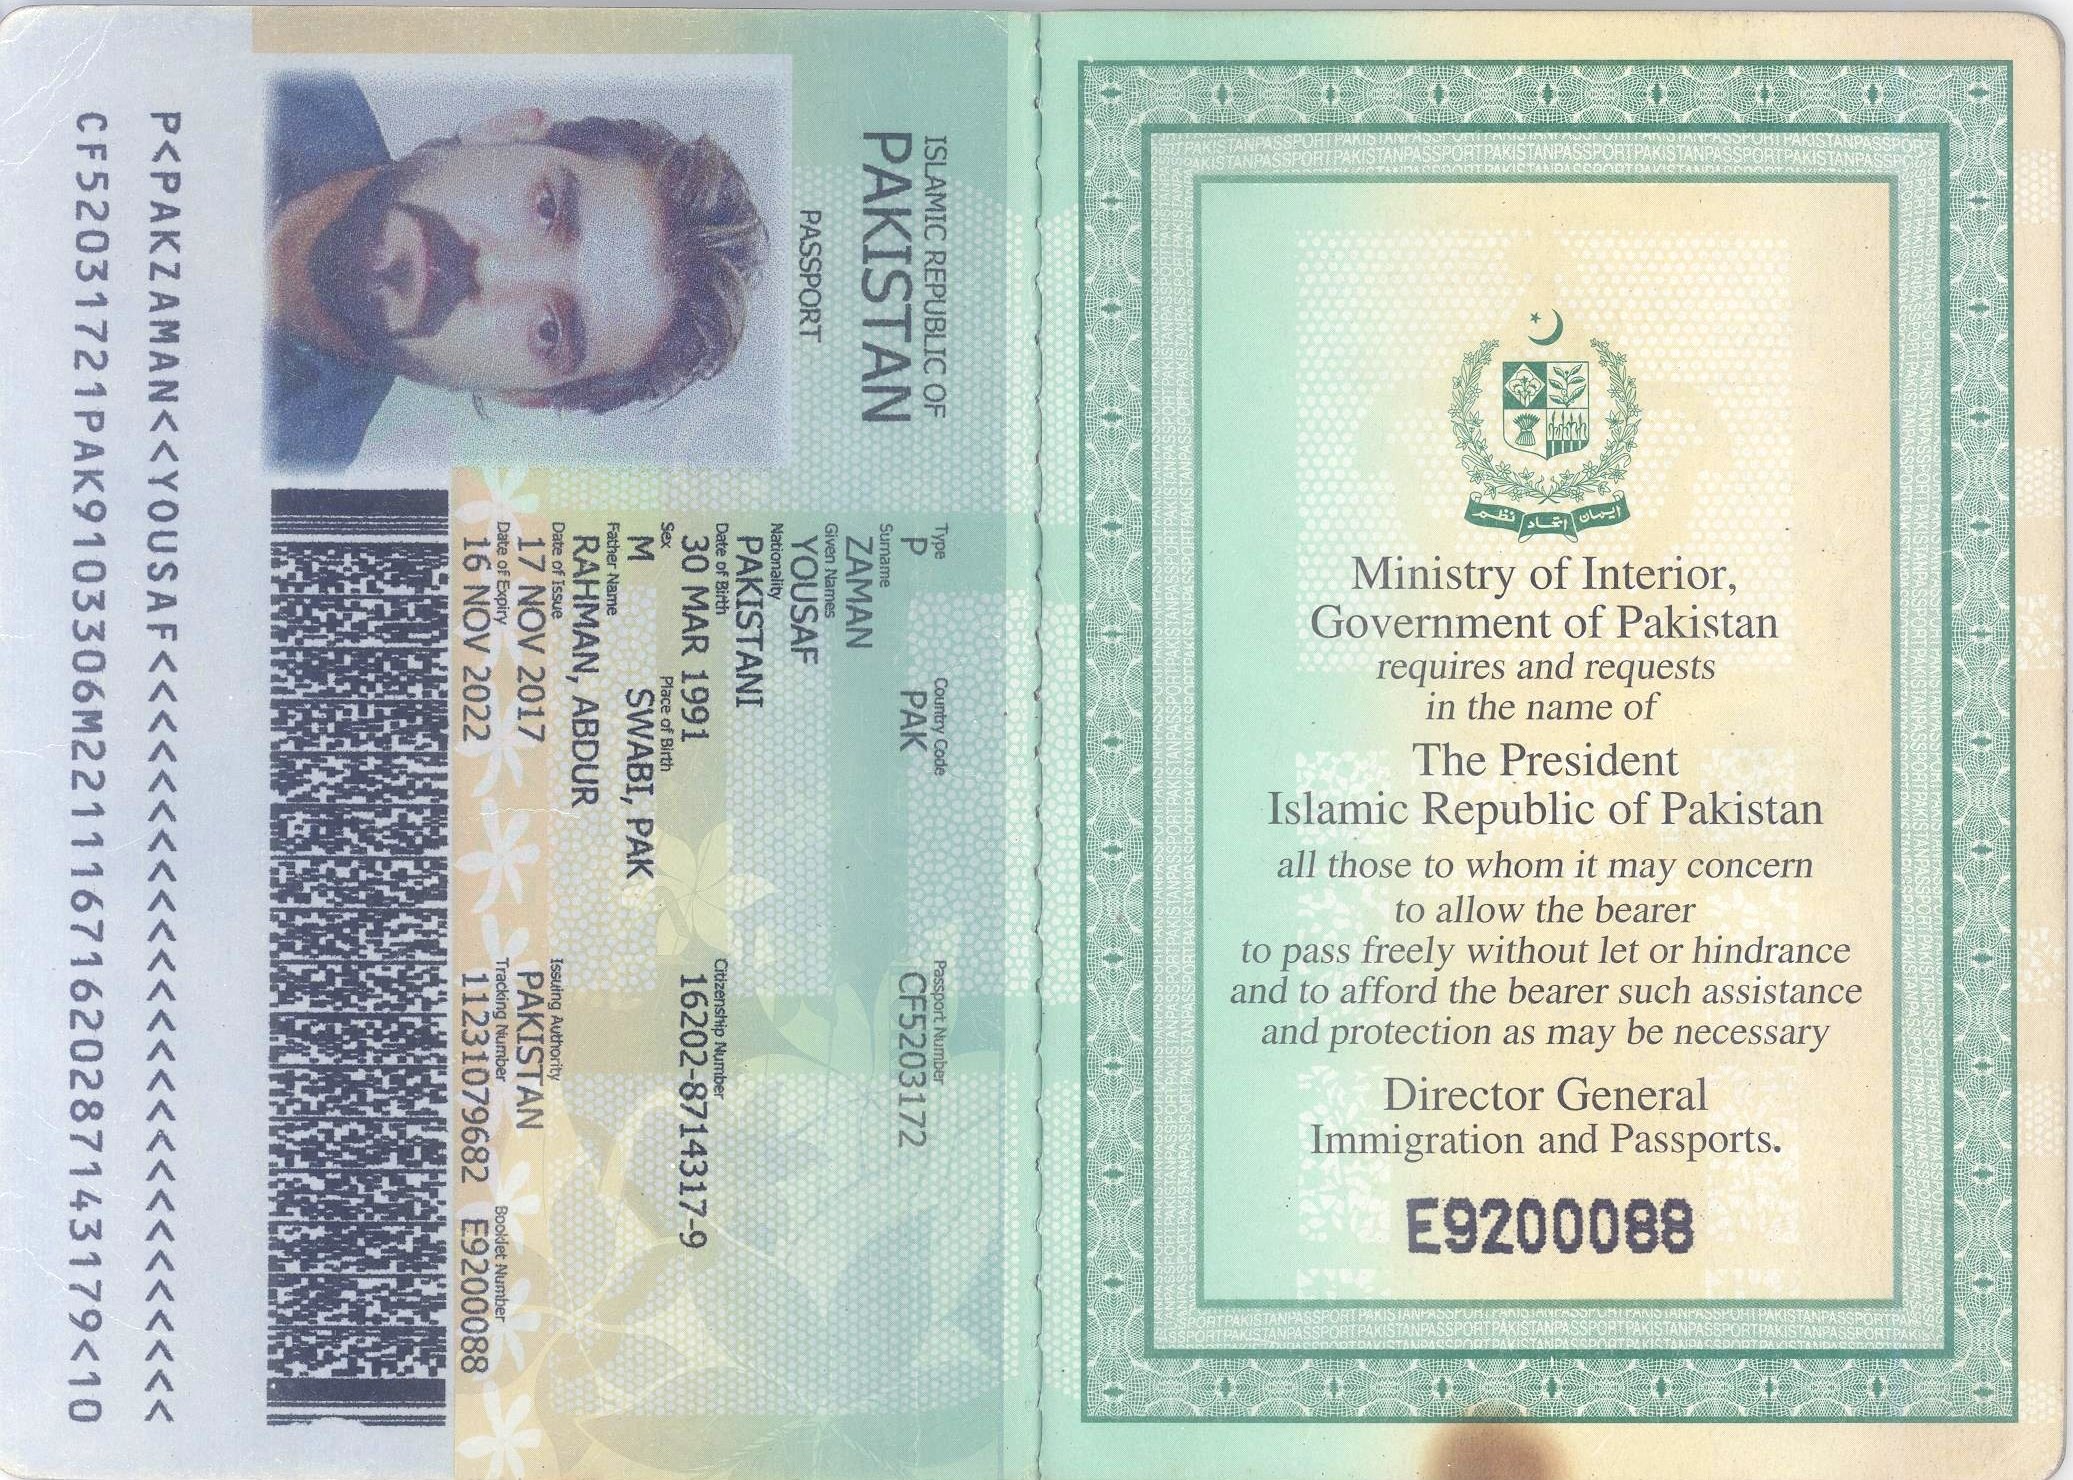 ISLAMIC REPUBLIC OF
PAKISTAN
PASSPORT
Type Country Code Passport Number
P PAK CF5203172
Surname
ZAMAN
Given Names
YOUSAF
Nationality
PAKISTANI
Date of Birth Citizenship Number
30 MAR 1991 16202-8714317-9
Sex Place of Birth
M SWABI, PAK
Father Name
RAHMAN, ABDUR
Date of Issue Issuing Authority
17 NOV 2017 PAKISTAN
Date of Expiry Tracking Number Booklet Number
16 NOV 2022 11231079682 E9200088
P<PAKZAMAN<<YOUSAF<<<<<<<<<<<<<<<<<<<<<<<<<<
CF52031721PAK9103306M22111671620287143179<10
ایمان اتحاد نظم
Ministry of Interior,
Government of Pakistan
requires and requests
in the name of
The President
Islamic Republic of Pakistan
all those to whom it may concern
to allow the bearer
to pass freely without let or hindrance
and to afford the bearer such assistance
and protection as may be necessary
Director General
Immigration and Passports.
E9200088